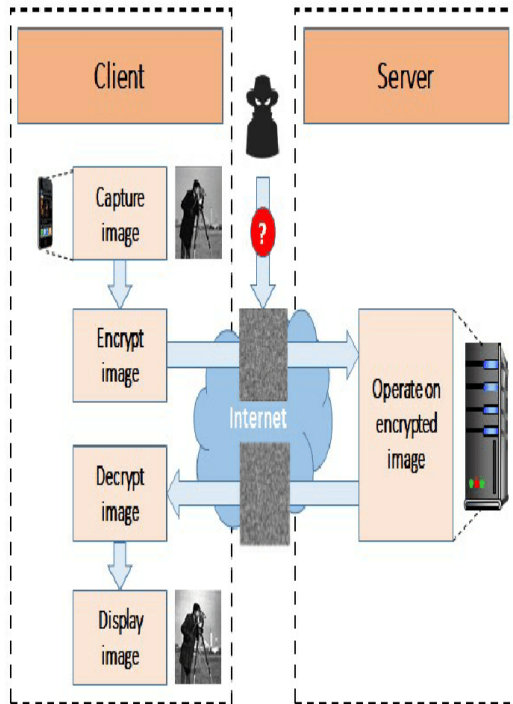 Client
Server
Capture
image
?
Encrypt
image
Internet
Operate on
encrypted
image
Decrypt
image
Display
image